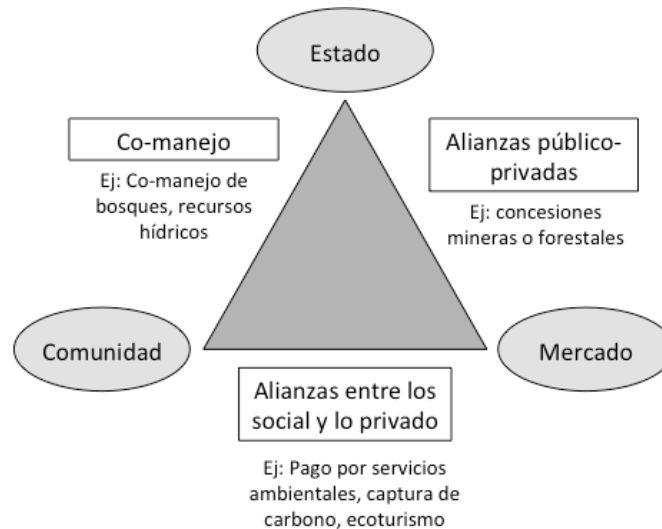 Estado
Co-manejo
Ej: Co-manejo de
bosques, recursos
hídricos
Alianzas público-
privadas
Ej: concesiones
mineras o forestales
Comunidad
Mercado
Alianzas entre los
social y lo privado
Ej: Pago por servicios
ambientales, captura de
carbono, ecoturismo